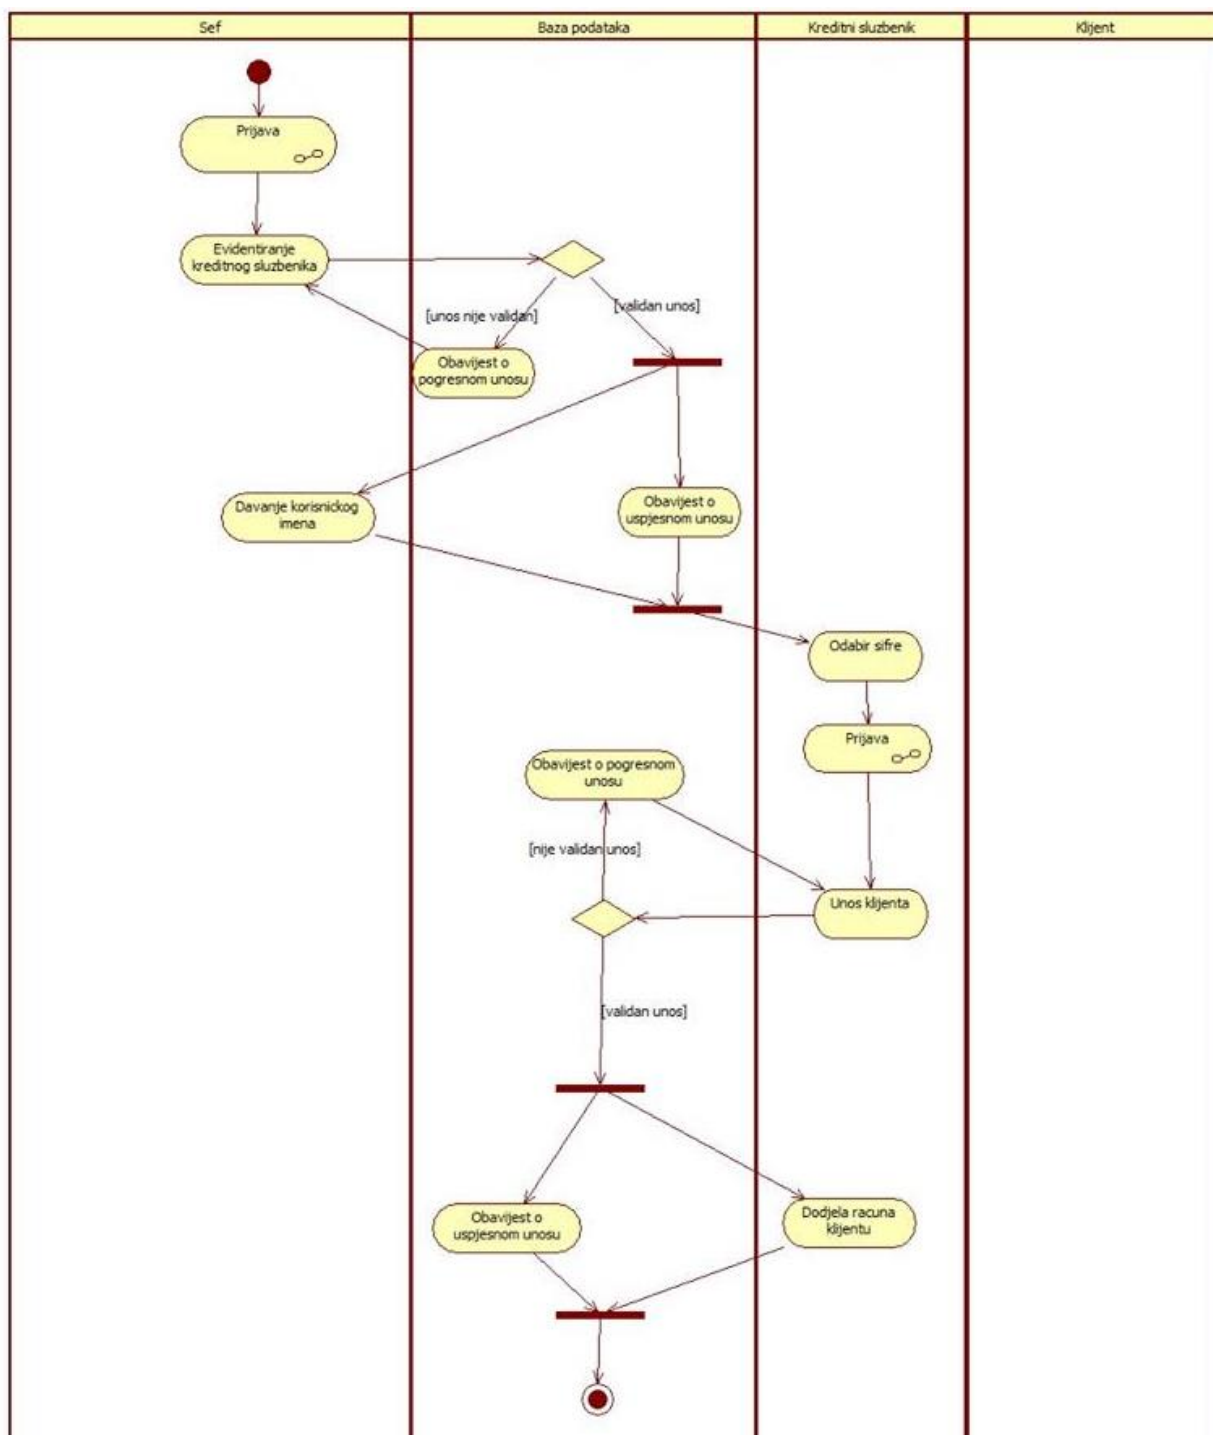 Sef
Baza podataka
Kreditni sluzbenik
Klijent
Prijava
Evidentiranje
kreditnog sluzbenika
[unos nije validan]
[validan unos]
Obavijest o
pogresnom unosu
Davanje korisnickog
imena
Obavijest o
uspjesnom unosu
Odabir sifre
Prijava
Obavijest o pogresnom
unosu
[nije validan unos]
Unos klijenta
[validan unos]
Obavijest o
uspjesnom unosu
Dodjela racuna
klijentu